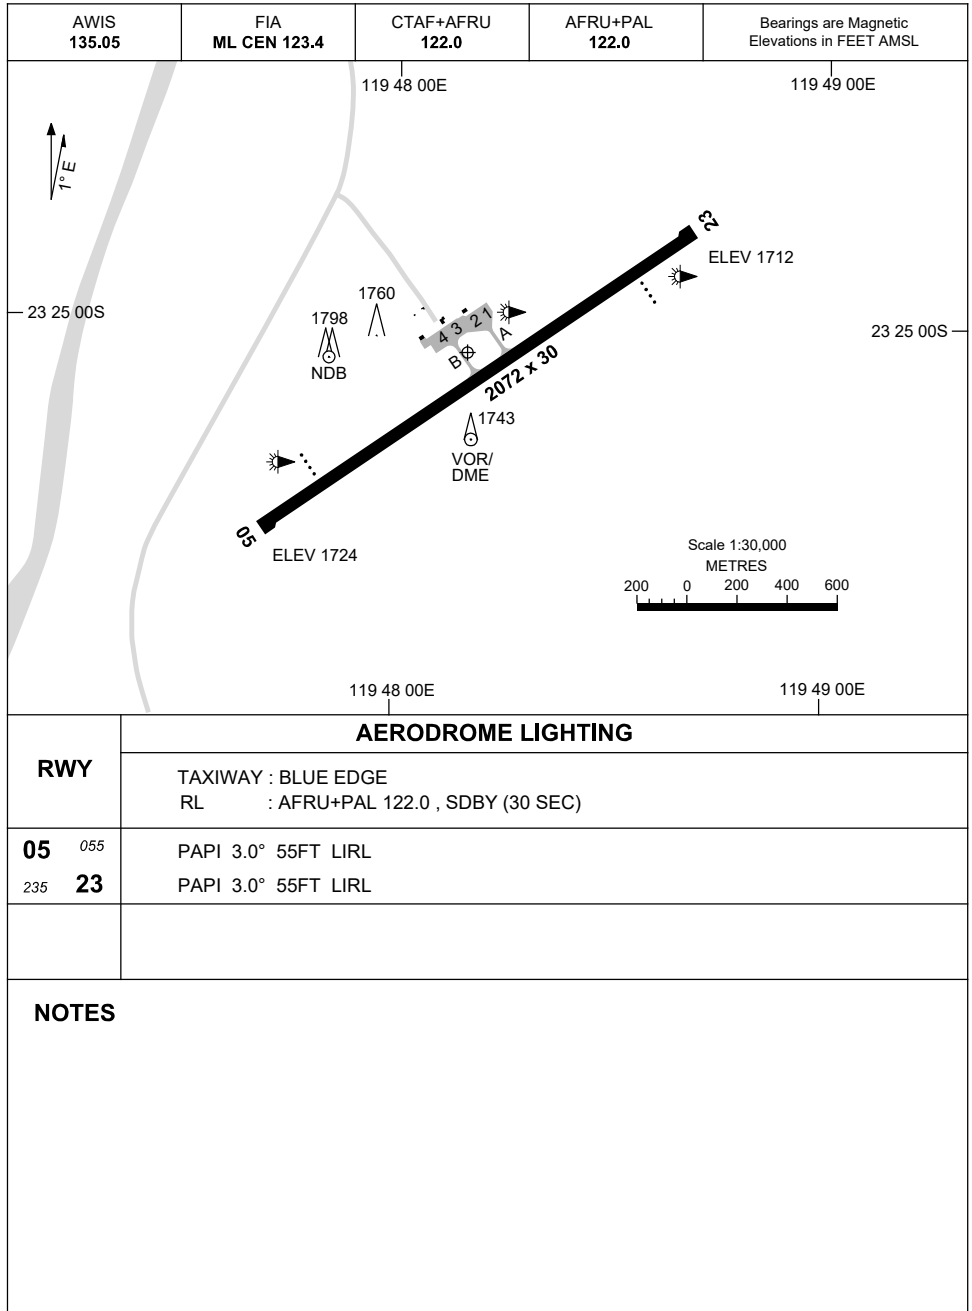 AWIS
135.05
FIA
ML CEN 123.4
CTAF+AFRU
122.0
AFRU+PAL
122.0
Bearings are Magnetic
Elevations in FEET AMSL
119 48 00E
119 49 00E
1° E
23
ELEV 1712
23 25 00S
1760
1798
NDB
4 3 2 1
A
B
23 25 00S
2072 x 30
1743
VOR/
DME
05
ELEV 1724
Scale 1:30,000
METRES
200 0 200 400 600
119 48 00E
119 49 00E
RWY
AERODROME LIGHTING
TAXIWAY : BLUE EDGE
RL : AFRU+PAL 122.0 , SDBY (30 SEC)
05 055
PAPI 3.0° 55FT LIRL
235 23
PAPI 3.0° 55FT LIRL
NOTES